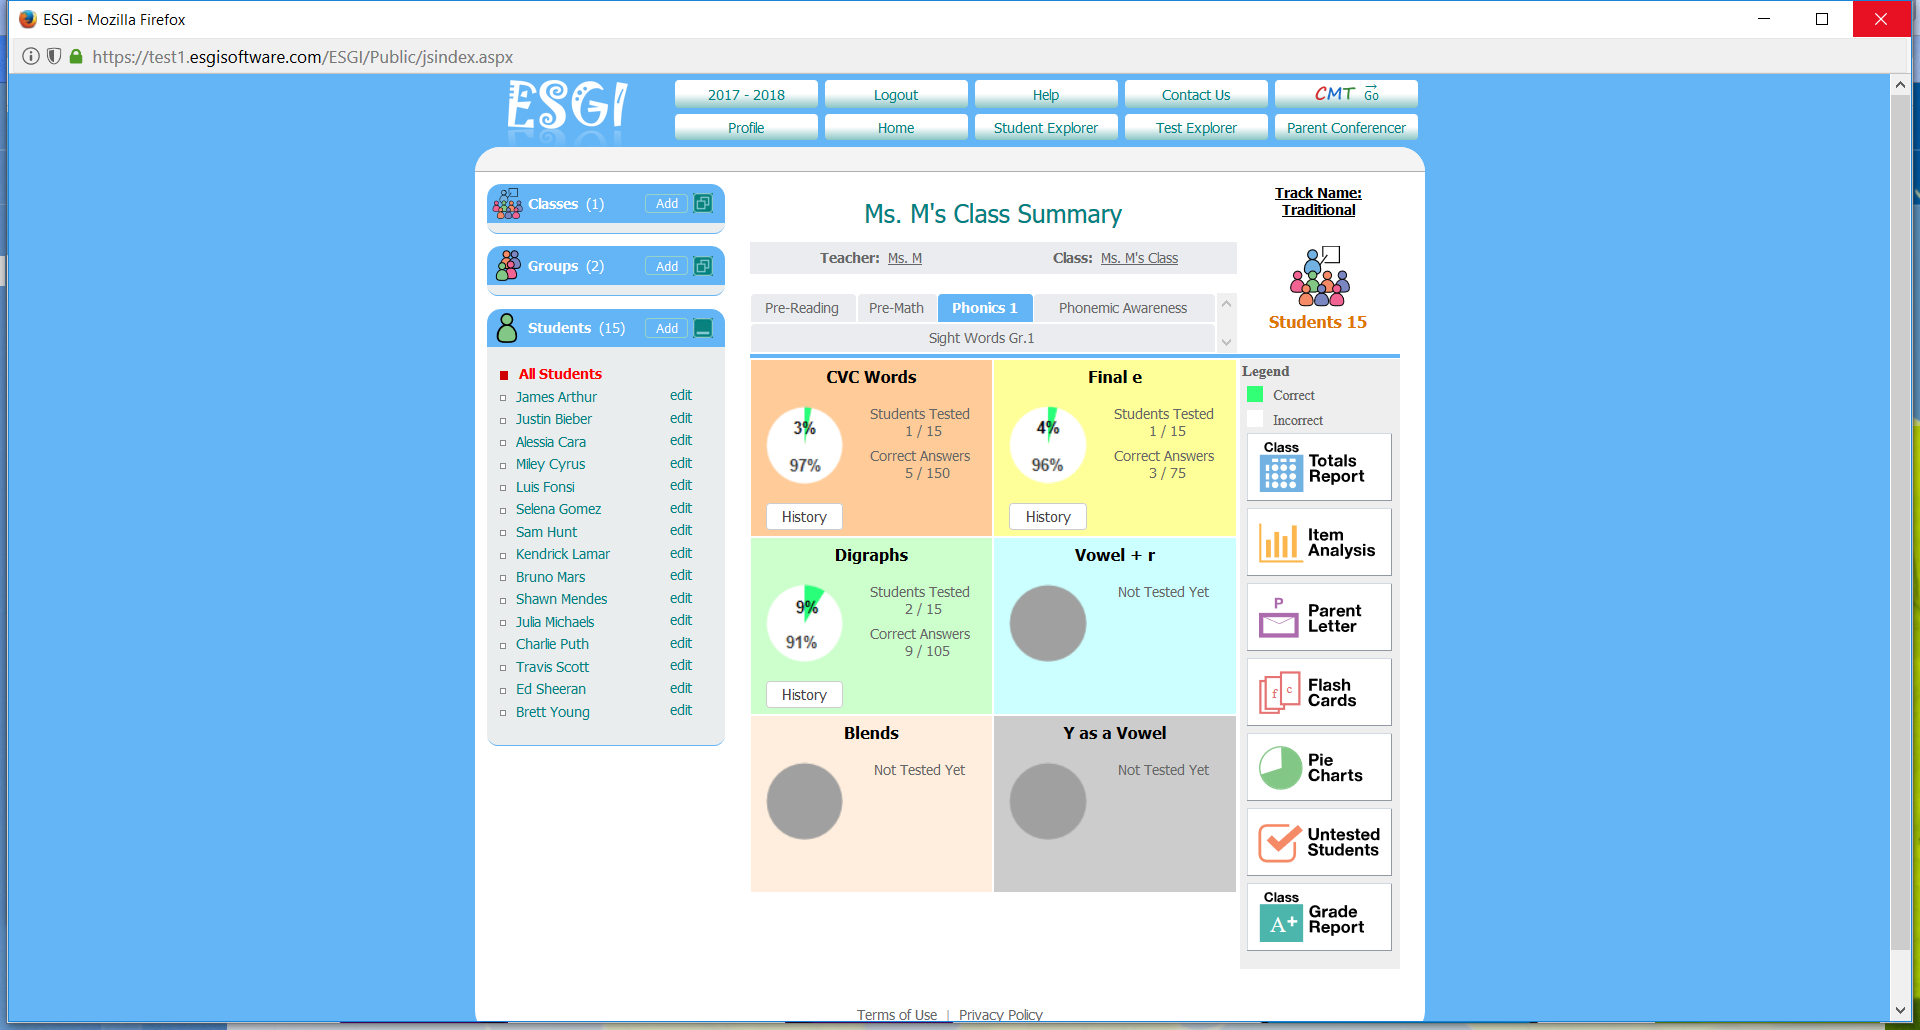 ESGI - Mozilla Firefox
https://test1.esgisoftware.com/ESGI/Public/jsindex.aspx
ESGI
2017 - 2018
Logout
Help
Contact Us
CMT Go
Profile
Home
Student Explorer
Test Explorer
Parent Conferencer
Classes (1) Add
Groups (2) Add
Students (15) Add
All Students
James Arthur edit
Justin Bieber edit
Alessia Cara edit
Miley Cyrus edit
Luis Fonsi edit
Selena Gomez edit
Sam Hunt edit
Kendrick Lamar edit
Bruno Mars edit
Shawn Mendes edit
Julia Michaels edit
Charlie Puth edit
Travis Scott edit
Ed Sheeran edit
Brett Young edit
Ms. M's Class Summary
Teacher: Ms. M Class: Ms. M's Class
Pre-Reading
Pre-Math
Phonics 1
Phonemic Awareness
Sight Words Gr.1
CVC Words
3%
97%
Students Tested
1 / 15
Correct Answers
5 / 150
History
Final e
4%
96%
Students Tested
1 / 15
Correct Answers
3 / 75
History
Digraphs
9%
91%
Students Tested
2 / 15
Correct Answers
9 / 105
History
Vowel + r
Not Tested Yet
Blends
Not Tested Yet
Y as a Vowel
Not Tested Yet
Track Name:
Traditional
Students 15
Legend
Correct
Incorrect
Class
Totals
Report
Item
Analysis
P
Parent
Letter
f c
Flash
Cards
Pie
Charts
Untested
Students
Class
A+
Grade
Report
Terms of Use | Privacy Policy